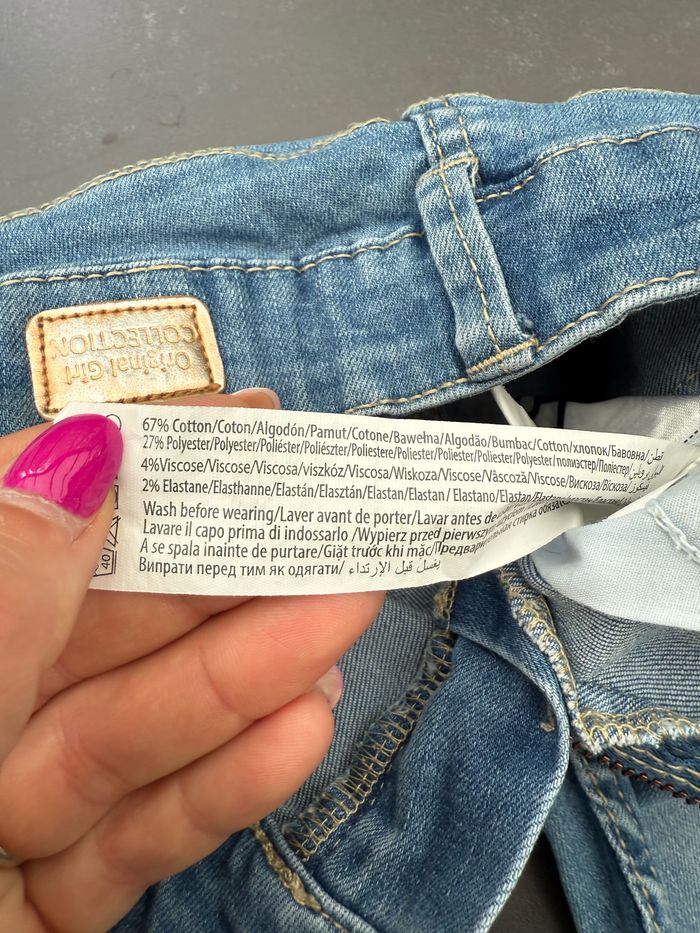 Original Girl
COLLECTION
67% Cotton/Coton/Algodón/Pamut/Cotone/Bawełna/Algodão/Bumbac/Cotton/хлопок/Бавовна/قطن
27% Polyester/Polyester/Poliéster/Poliészter/Poliestere/Poliester/Poliéster/Poliester/Polyester/полиэстер/Поліестер/
4%Viscose/Viscose/Viscosa/viszkóz/Viscosa/Wiskoza/Viscose/Vâscoză/Viscose/Вискоза/Віскоза/
2% Elastane/Elasthanne/Elastán/Elasztán/Elastan/Elastan/ Elastano/Elastan/
Wash before wearing/Laver avant de porter/Lavar antes de
Lavare il capo prima di indossarlo /Wypierz przed pierwszym
A se spala inainte de purtare/Giặt trước khi mặc/Предварительная стирка обяза
Випрати перед тим як одягати/ يغسل قبل الإرتداء
40